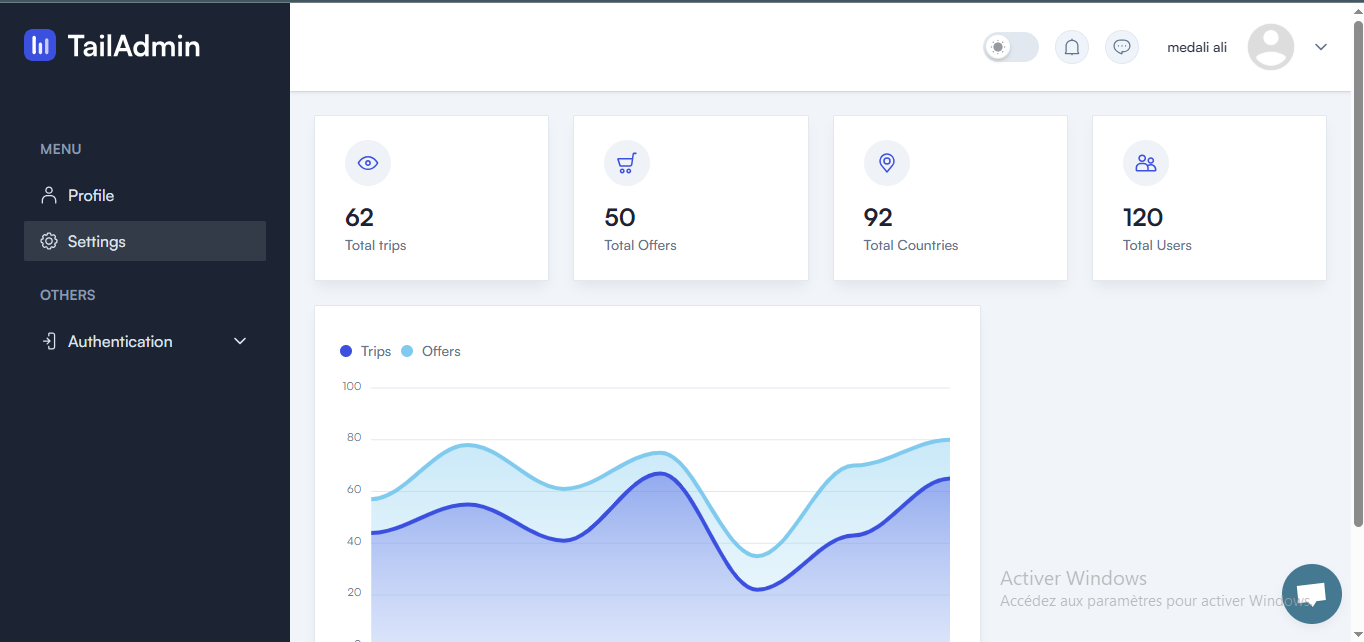 TailAdmin
medali ali
MENU
Profile
Settings
OTHERS
Authentication
62
Total trips
50
Total Offers
92
Total Countries
120
Total Users
Trips
Offers
100
80
60
40
20
Activer Windows
Accédez aux paramètres pour activer Windows.